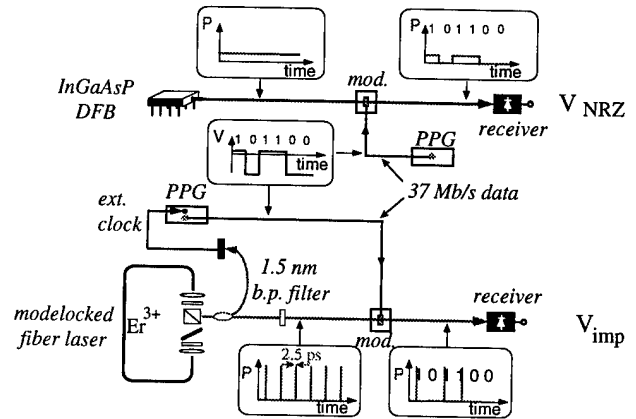 P
time
P 1 0 1 1 0 0
time
InGaAsP
DFB
mod.
receiver
V NRZ
V 1 0 1 1 0 0
time
PPG
PPG
37 Mb/s data
ext.
clock
1.5 nm
b.p. filter
modelocked
fiber laser
Er3+
mod.
receiver
Vimp
2.5 ps
P
time
P 1 0 1 1 0 0
time